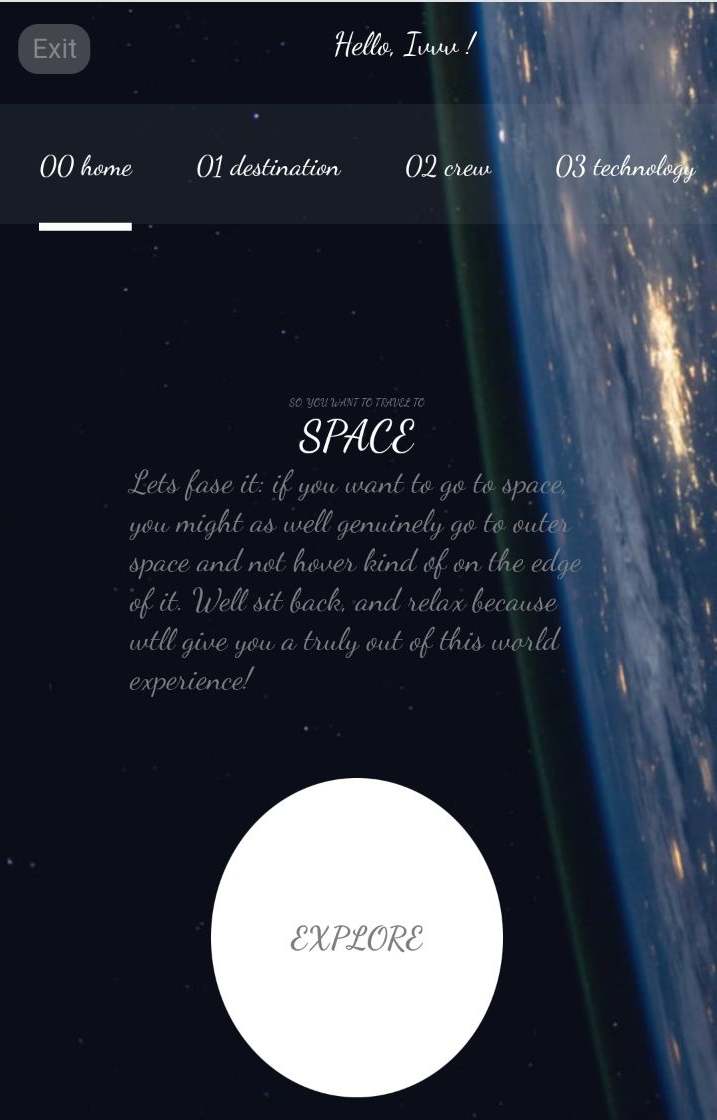 Exit
Hello, Ivvv !
00 home
01 destination
02 crew
03 technology
SO, YOU WANT TO TRAVEL TO
SPACE
Lets fase it: if you want to go to space,
you might as well genuinely go to outer
space and not hover kind of on the edge
of it. Well sit back, and relax because
wtll give you a truly out of this world
experience!
EXPLORE